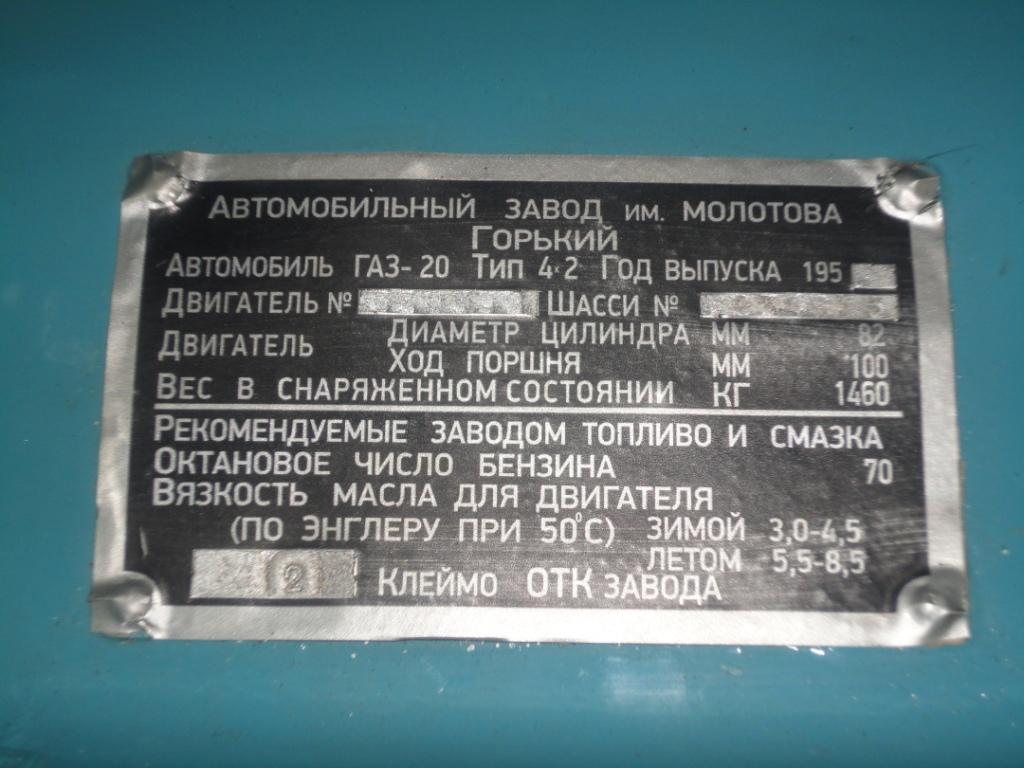 АВТОМОБИЛЬНЫЙ ЗАВОД ИМ. МОЛОТОВА
ГОРЬКИЙ
АВТОМОБИЛЬ ГАЗ-20 ТИП 4×2 ГОД ВЫПУСКА 195
ДВИГАТЕЛЬ № ШАССИ №
ДВИГАТЕЛЬ ДИАМЕТР ЦИЛИНДРА ММ 82
ХОД ПОРШНЯ ММ 100
ВЕС В СНАРЯЖЕННОМ СОСТОЯНИИ КГ 1460
РЕКОМЕНДУЕМЫЕ ЗАВОДОМ ТОПЛИВО И СМАЗКА
ОКТАНОВОЕ ЧИСЛО БЕНЗИНА 70
ВЯЗКОСТЬ МАСЛА ДЛЯ ДВИГАТЕЛЯ
(ПО ЭНГЛЕРУ ПРИ 50°С) ЗИМОЙ 3,0-4,5
ЛЕТОМ 5,5-8,5
2 КЛЕЙМО ОТК ЗАВОДА